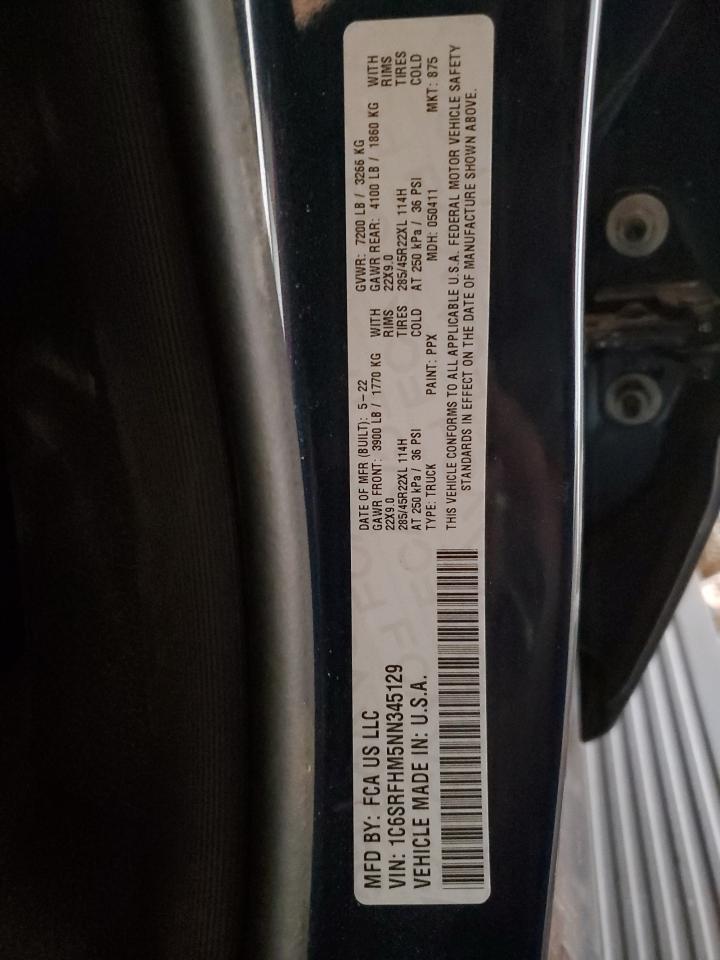 MFD BY: FCA US LLC
VIN: 1C6SRFHM5NN345129
VEHICLE MADE IN: U.S.A.
DATE OF MFR (BUILT): 5-22 GVWR: 7200 LB / 3266 KG
GAWR FRONT: 3900 LB / 1770 KG WITH GAWR REAR: 4100 LB / 1860 KG WITH
22X9.0 RIMS 22X9.0 RIMS
285/45R22XL 114H TIRES 285/45R22XL 114H TIRES
AT 250 kPa / 36 PSI COLD AT 250 kPa / 36 PSI COLD
TYPE: TRUCK PAINT: PPX MDH: 050411 MKT: 875
THIS VEHICLE CONFORMS TO ALL APPLICABLE U.S.A. FEDERAL MOTOR VEHICLE SAFETY
STANDARDS IN EFFECT ON THE DATE OF MANUFACTURE SHOWN ABOVE.